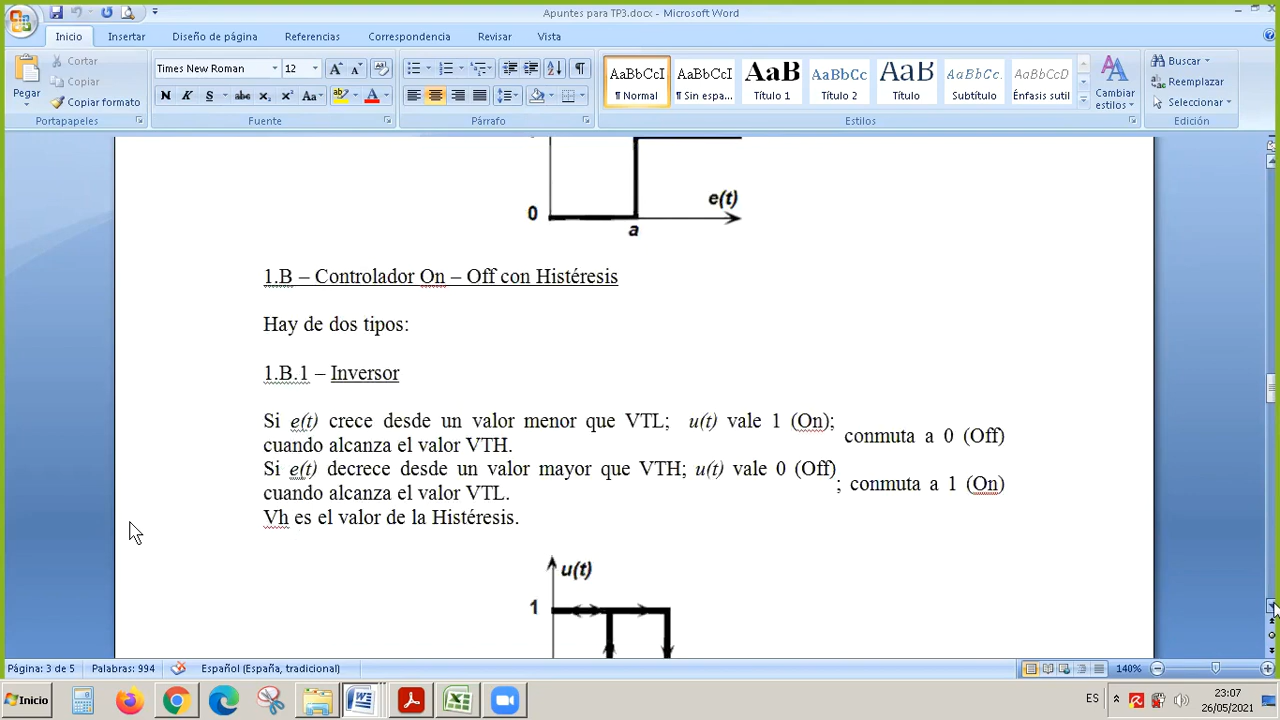 Apuntes para TP3.docx - Microsoft Word
Inicio Insertar Diseño de página Referencias Correspondencia Revisar Vista
Pegar
Cortar
Copiar
Copiar formato
Portapapeles
Times New Roman 12
N K S abc x₂ x² Aa
ab A
Fuente
Párrafo
AaBbCcI AaBbCcI AaB AaBbCc AaB AaBbCc. AaBbCcD
¶ Normal ¶ Sin espa... Título 1 Título 2 Título Subtítulo Énfasis sutil
Cambiar estilos
Estilos
Buscar
Reemplazar
Seleccionar
Edición
0
e(t)
a
1.B – Controlador On – Off con Histéresis
Hay de dos tipos:
1.B.1 – Inversor
Si e(t) crece desde un valor menor que VTL; u(t) vale 1 (On); conmuta a 0 (Off)
cuando alcanza el valor VTH.
Si e(t) decrece desde un valor mayor que VTH; u(t) vale 0 (Off) ; conmuta a 1 (On)
cuando alcanza el valor VTL.
Vh es el valor de la Histéresis.
u(t)
1
Página: 3 de 5 Palabras: 994 Español (España, tradicional) 140%
Inicio ES 23:07
26/05/2021